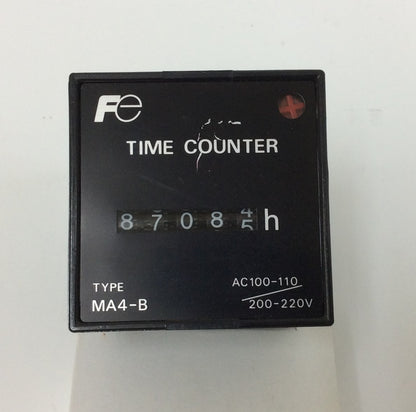 Fe
TIME COUNTER
8708 h
TYPE
MA4-B
AC100-110
200-220V